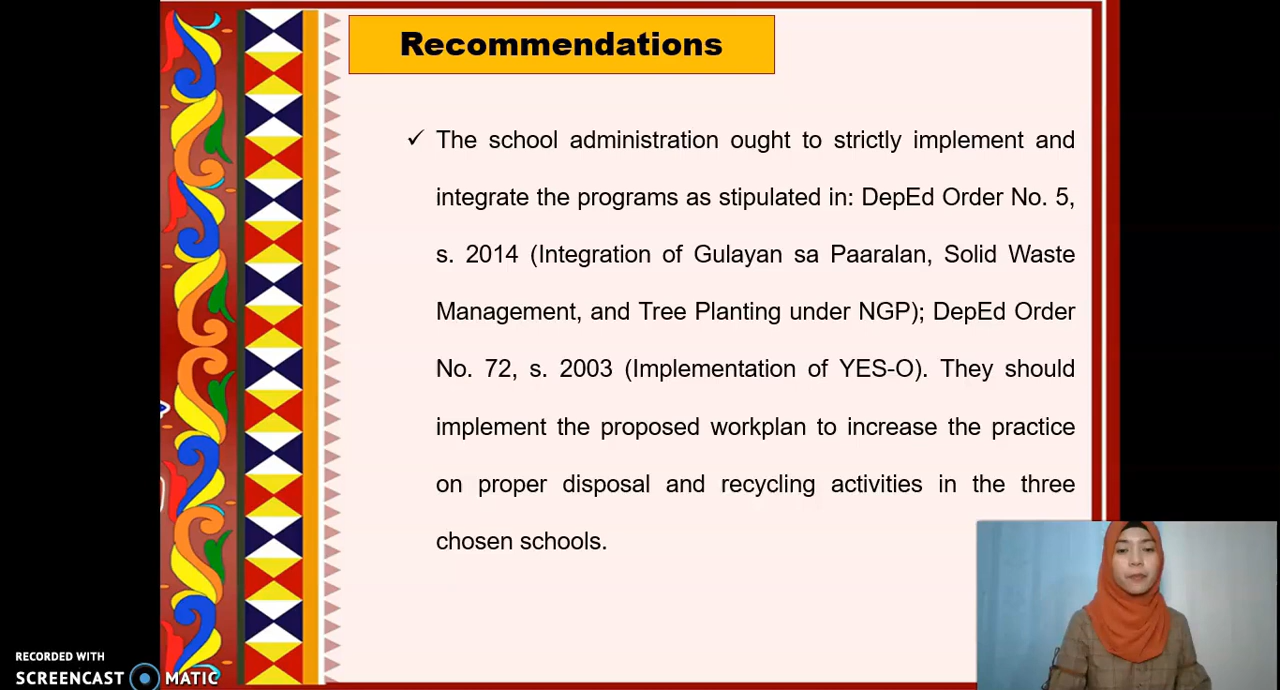 Recommendations
✓ The school administration ought to strictly implement and
integrate the programs as stipulated in: DepEd Order No. 5,
s. 2014 (Integration of Gulayan sa Paaralan, Solid Waste
Management, and Tree Planting under NGP); DepEd Order
No. 72, s. 2003 (Implementation of YES-O). They should
implement the proposed workplan to increase the practice
on proper disposal and recycling activities in the three
chosen schools.
RECORDED WITH
SCREENCAST MATIC